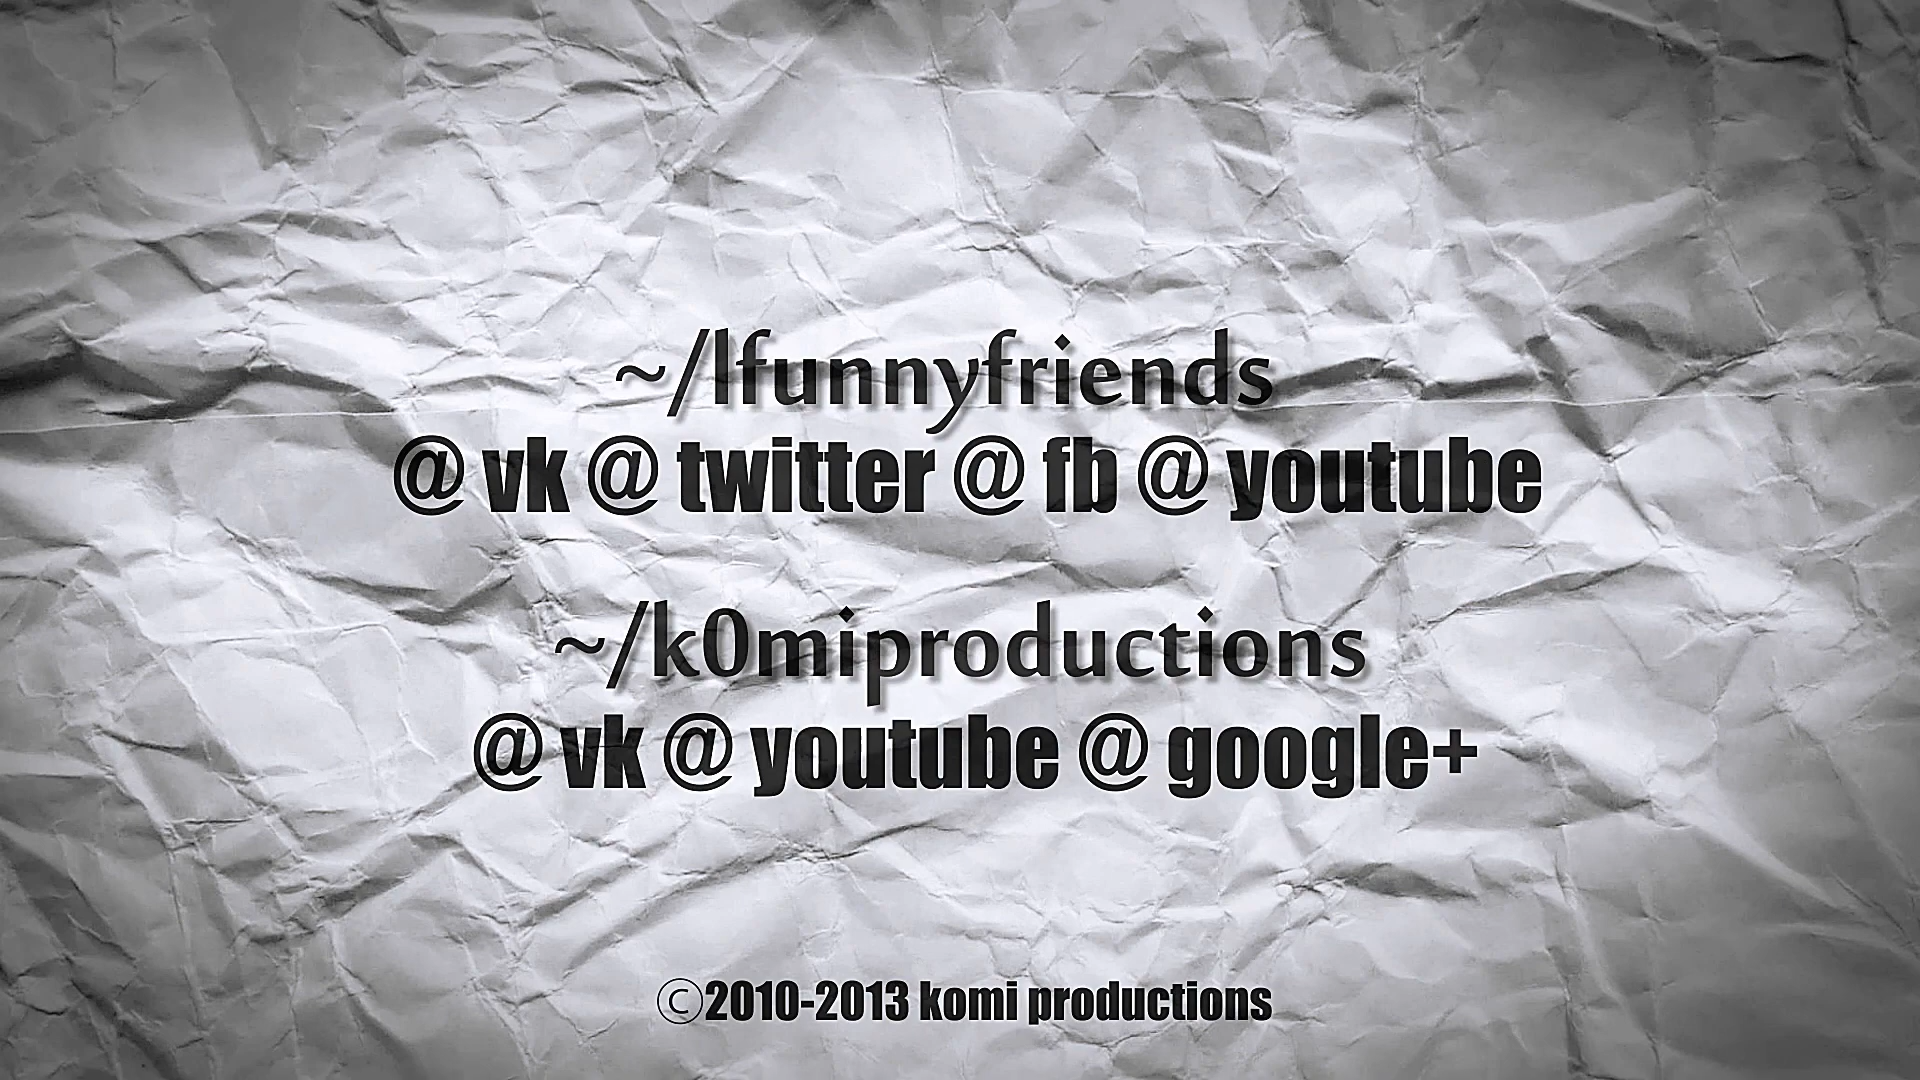 ~/lfunnyfriends
@ vk @ twitter @ fb @ youtube
~/k0miproductions
@ vk @ youtube @ google+
©2010-2013 komi productions